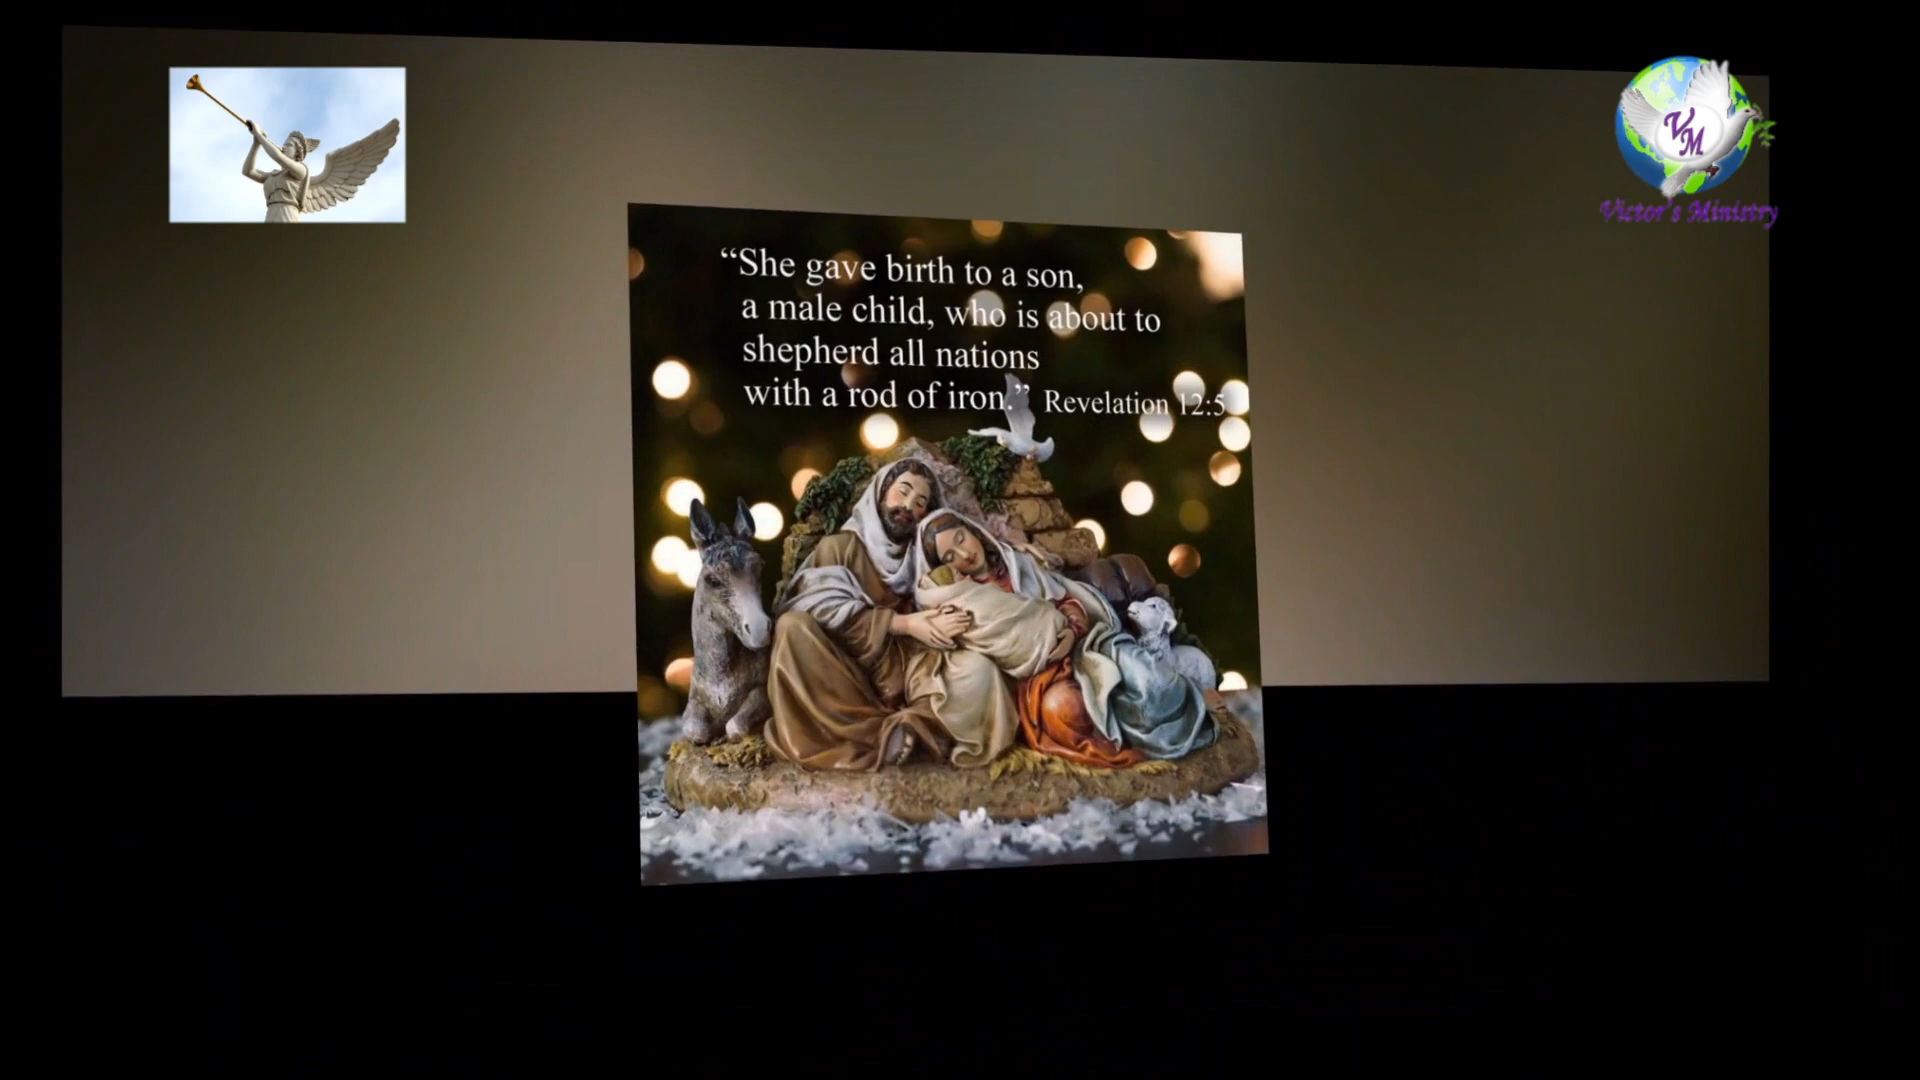 “She gave birth to a son,
a male child, who is about to
shepherd all nations
with a rod of iron.” Revelation 12:5
VM
Victor's Ministry